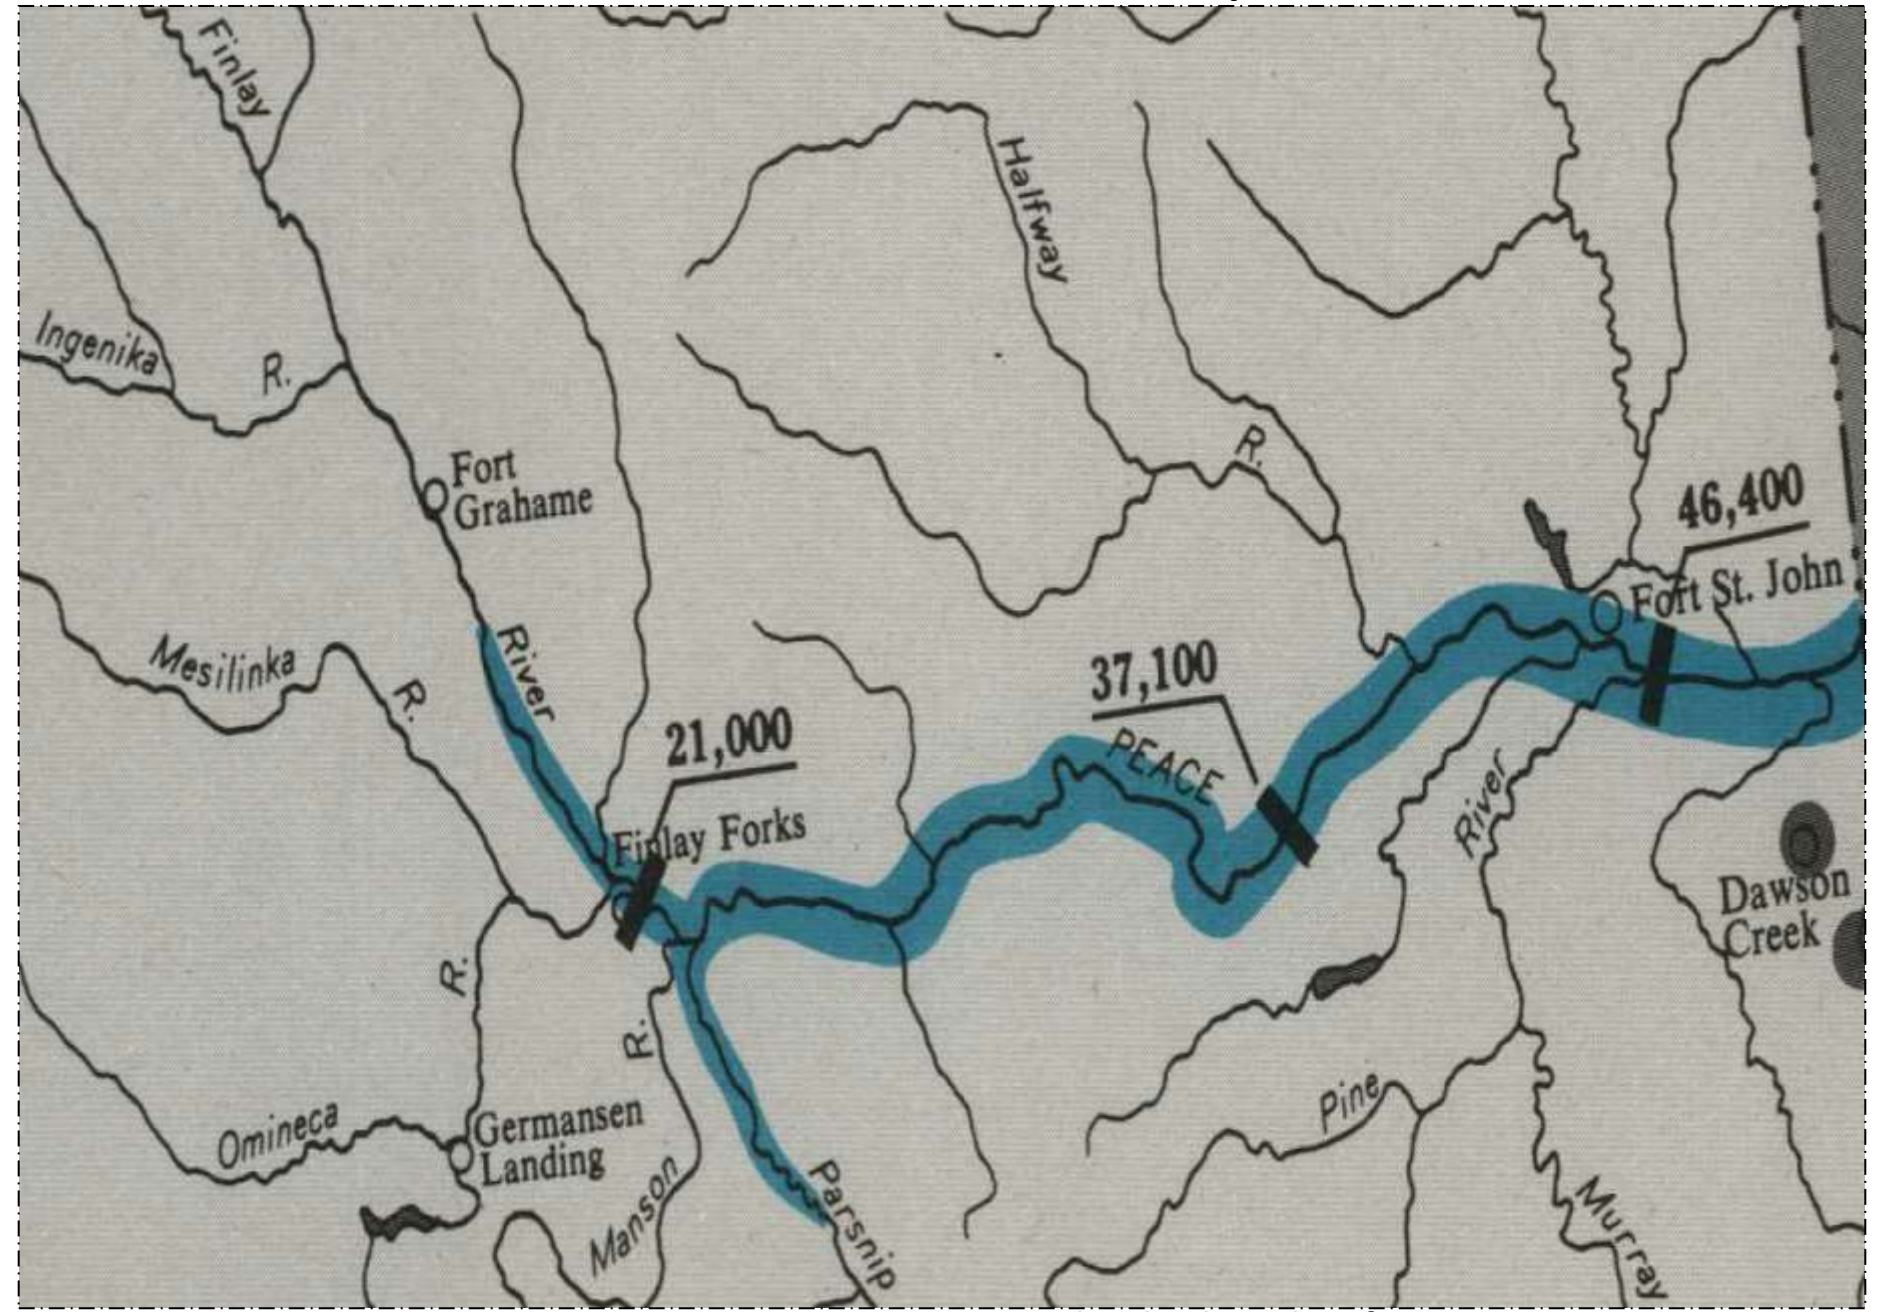 Finlay
Halfway
Ingenika
R.
R.
Fort
Grahame
46,400
Fort St. John
River
Mesilinka
R.
37,100
21,000
PEACE
Finlay Forks
River
Dawson
Creek
R.
R.
Pine
Omineca
Germansen
Landing
Manson
Parsnip
Murray